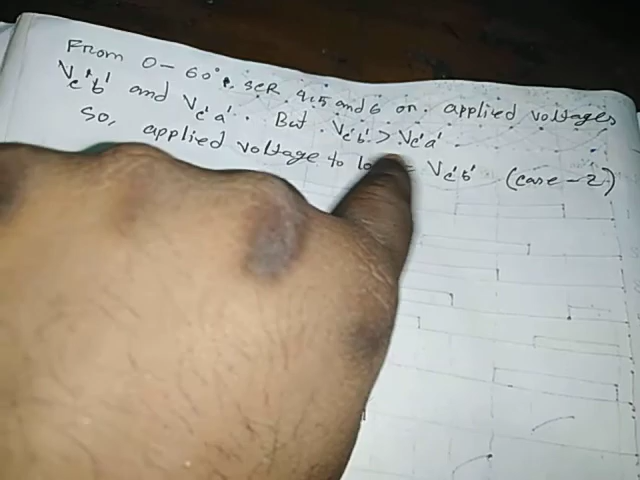 From 0-60°, SCR 4,5 and 6 on. applied voltages
Vc'b' and Vc'a'. But Vc'b' > Vc'a'
So, applied voltage to = Vc'b' (case-2)